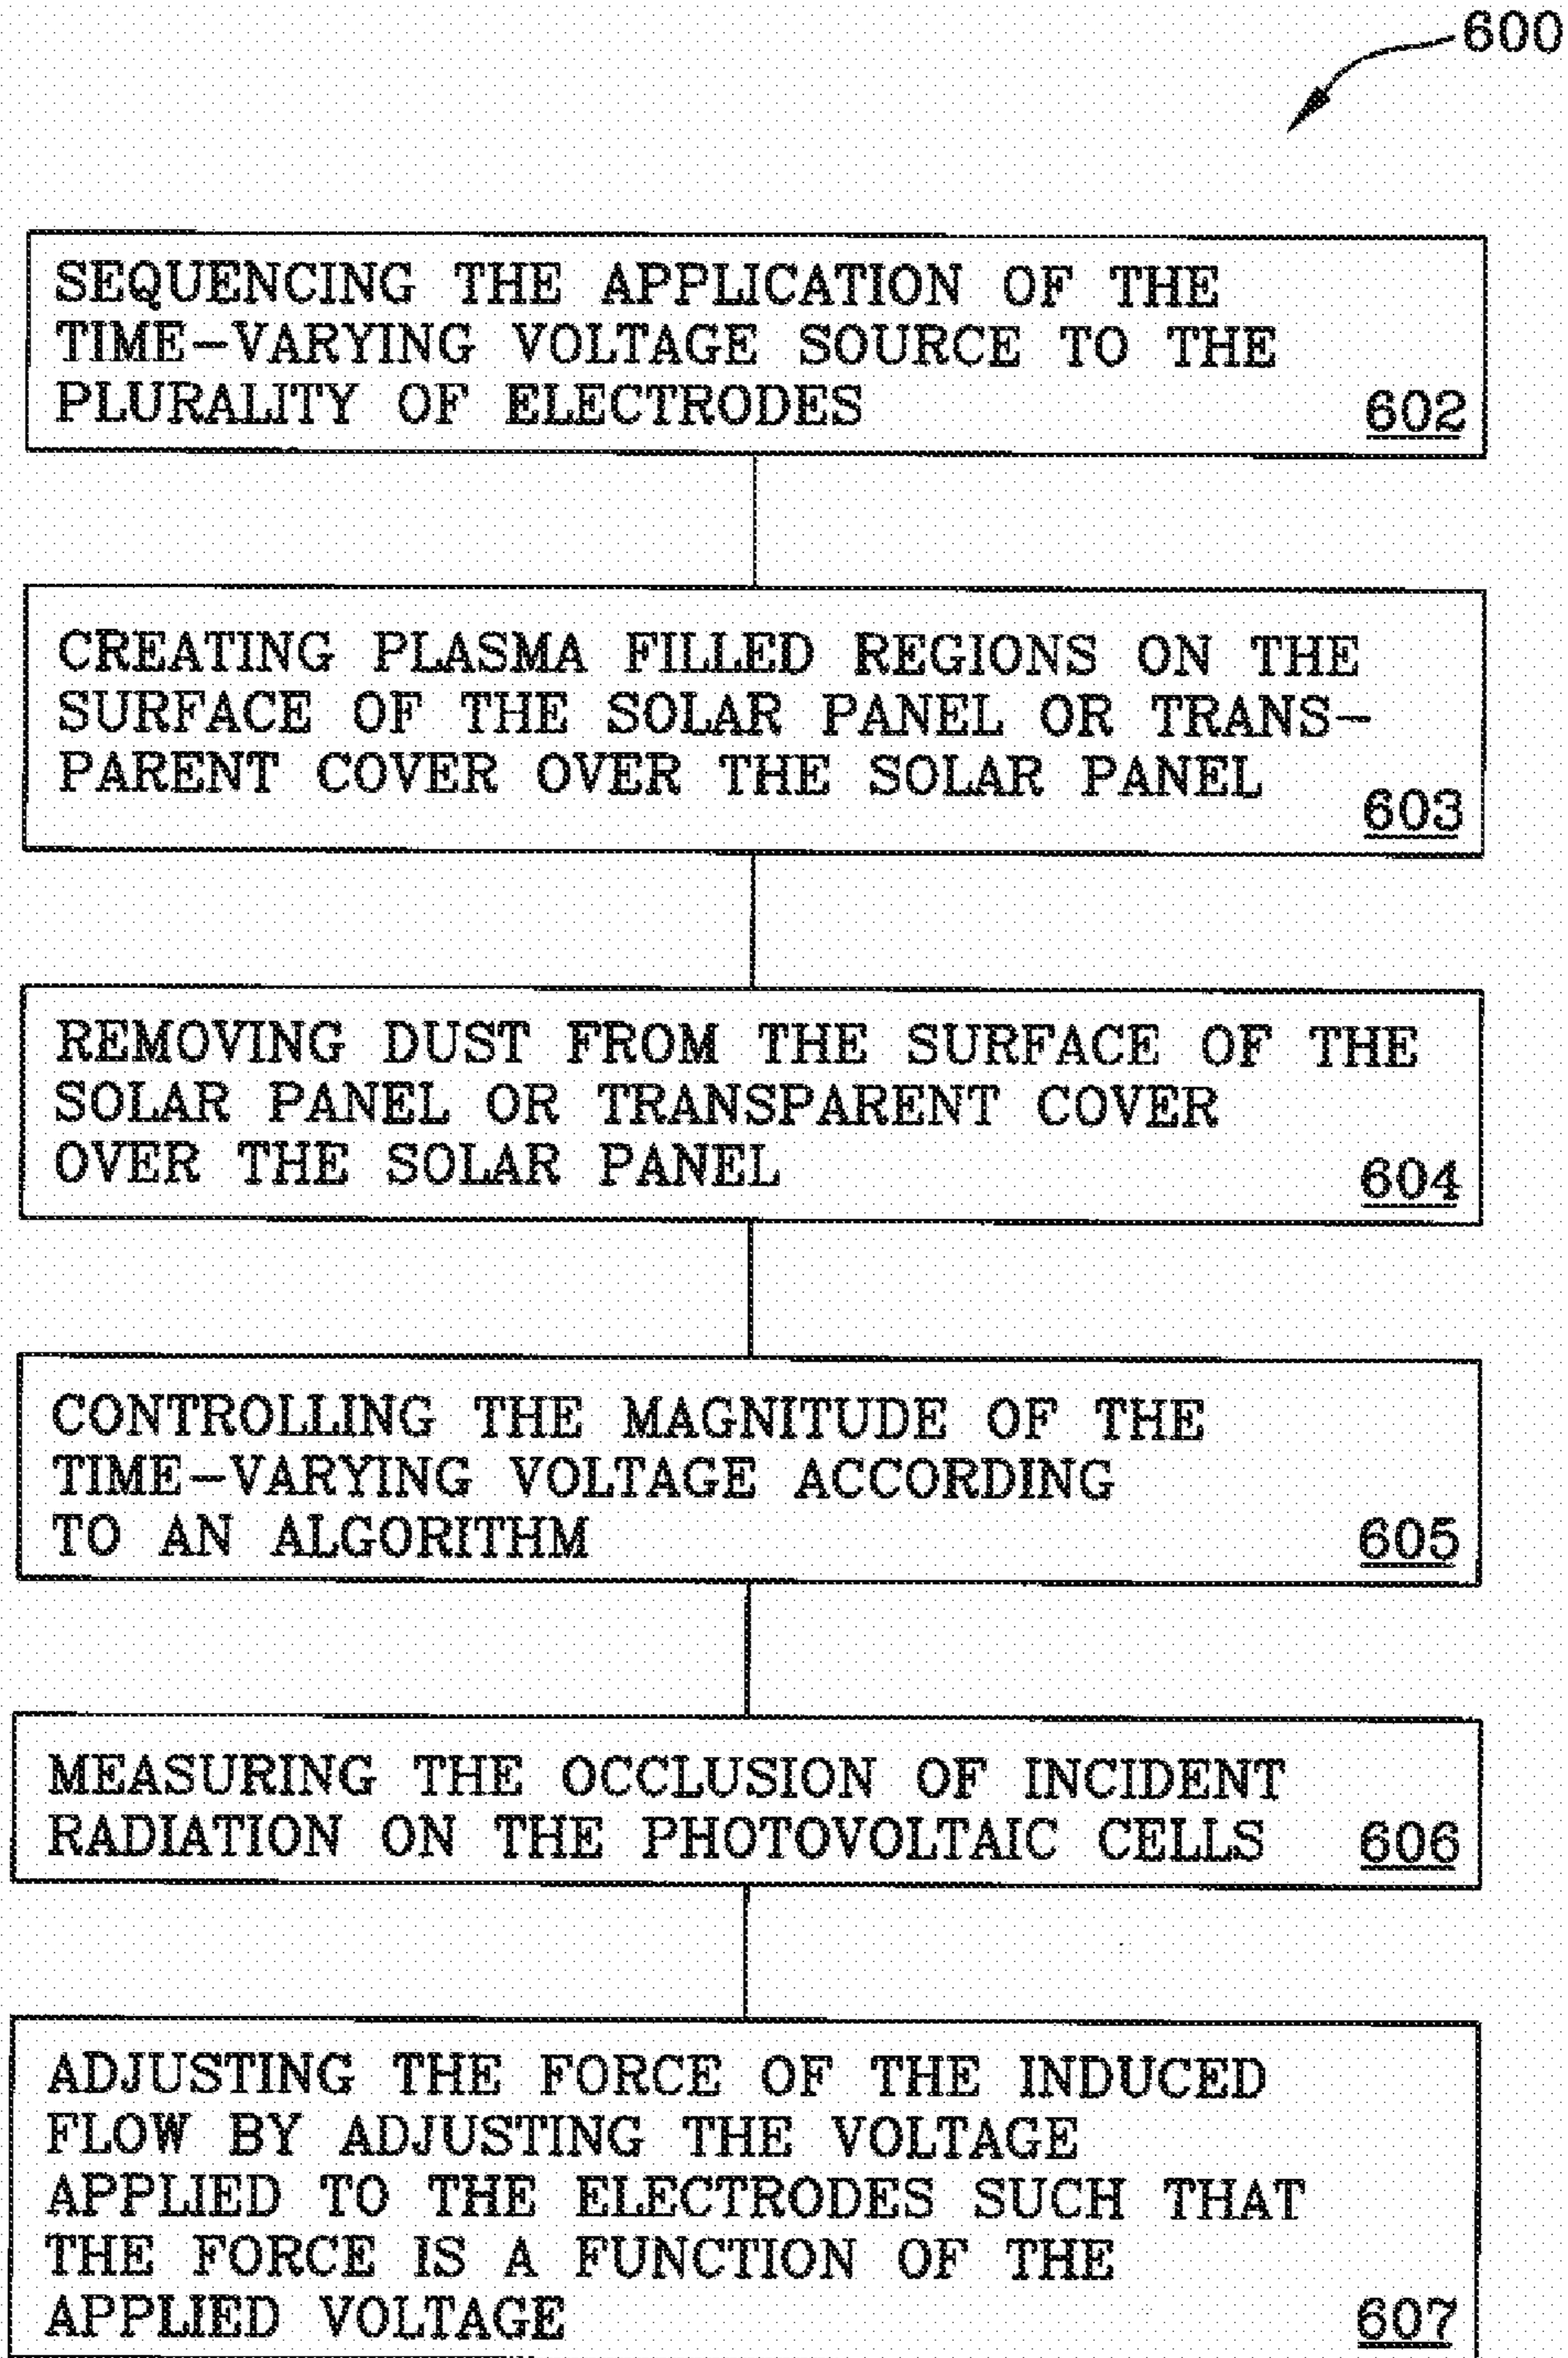 600
SEQUENCING THE APPLICATION OF THE
TIME-VARYING VOLTAGE SOURCE TO THE
PLURALITY OF ELECTRODES
602
CREATING PLASMA FILLED REGIONS ON THE
SURFACE OF THE SOLAR PANEL OR TRANS-
PARENT COVER OVER THE SOLAR PANEL
603
REMOVING DUST FROM THE SURFACE OF THE
SOLAR PANEL OR TRANSPARENT COVER
OVER THE SOLAR PANEL
604
CONTROLLING THE MAGNITUDE OF THE
TIME-VARYING VOLTAGE ACCORDING
TO AN ALGORITHM
605
MEASURING THE OCCLUSION OF INCIDENT
RADIATION ON THE PHOTOVOLTAIC CELLS
606
ADJUSTING THE FORCE OF THE INDUCED
FLOW BY ADJUSTING THE VOLTAGE
APPLIED TO THE ELECTRODES SUCH THAT
THE FORCE IS A FUNCTION OF THE
APPLIED VOLTAGE
607